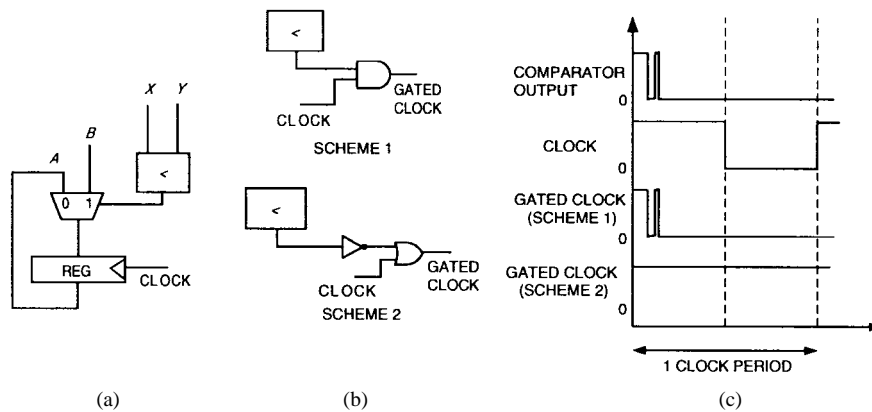 X Y
B
A
<
0 1
REG
CLOCK
(a)
<
GATED
CLOCK
CLOCK
SCHEME 1
<
GATED
CLOCK
CLOCK
SCHEME 2
(b)
COMPARATOR
OUTPUT
0
CLOCK
0
GATED CLOCK
(SCHEME 1)
0
GATED CLOCK
(SCHEME 2)
0
1 CLOCK PERIOD
(c)